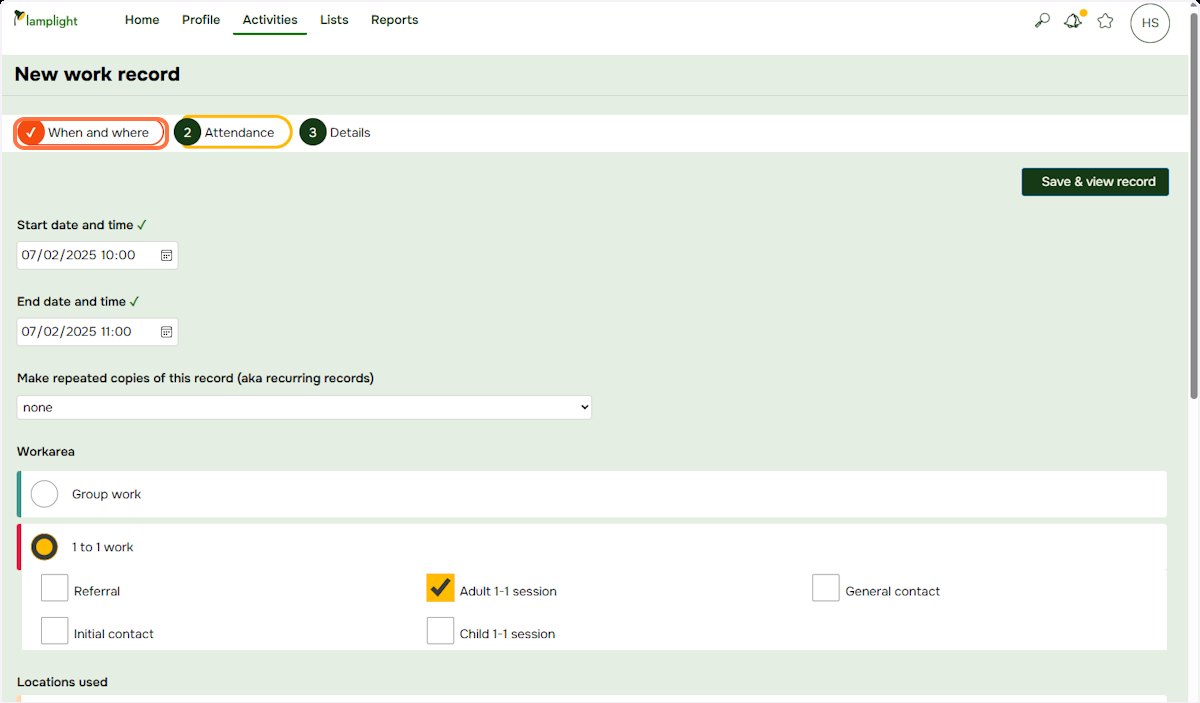 lamplight Home Profile Activities Lists Reports HS
New work record
When and where 2 Attendance 3 Details
Save & view record
Start date and time
07/02/2025 10:00
End date and time
07/02/2025 11:00
Make repeated copies of this record (aka recurring records)
none
Workarea
Group work
1 to 1 work
Referral Adult 1-1 session General contact
Initial contact Child 1-1 session
Locations used